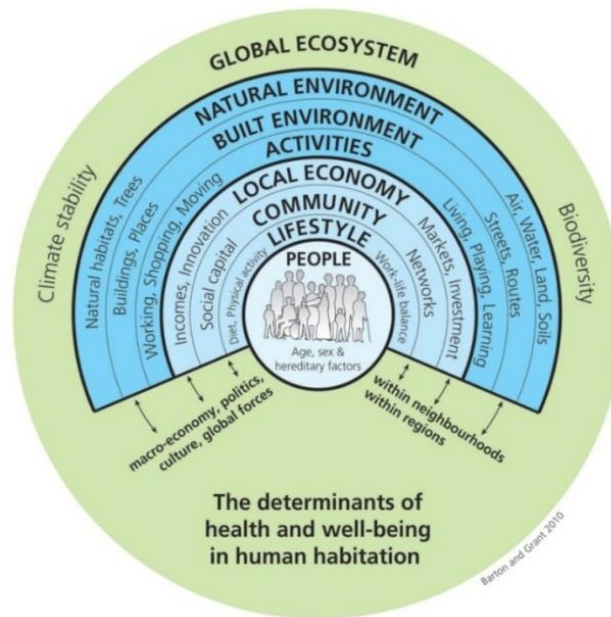 GLOBAL ECOSYSTEM
NATURAL ENVIRONMENT
BUILT ENVIRONMENT
ACTIVITIES
LOCAL ECONOMY
COMMUNITY
LIFESTYLE
PEOPLE
Age, sex &
hereditary factors
Climate stability
Natural habitats, Trees
Buildings, Places
Working, Shopping, Moving
Incomes, Innovation
Social capital
Diet, Physical activity
Work-life balance
Networks
Markets, Investment
Living, Playing, Learning
Streets, Routes
Air, Water, Land, Soils
Biodiversity
macro-economy, politics,
culture, global forces
within neighbourhoods
within regions
The determinants of
health and well-being
in human habitation
Barton and Grant 2010